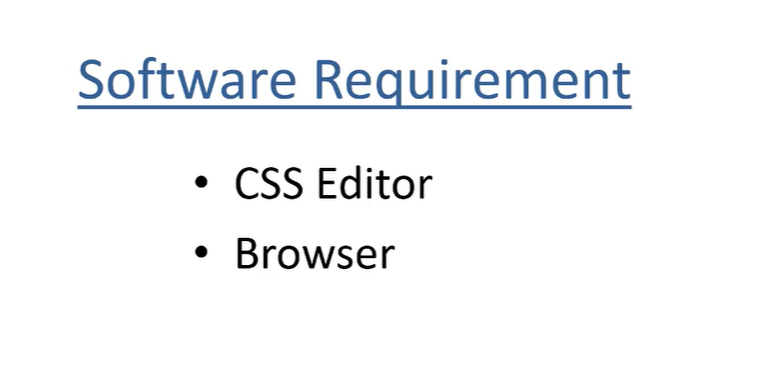 Software Requirement
• CSS Editor
• Browser